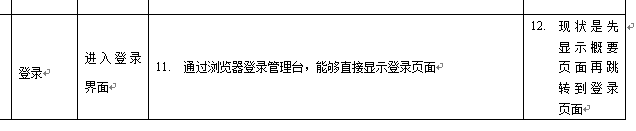 登录
进入登录
界面
11. 通过浏览器登录管理台，能够直接显示登录页面
12. 现状是先
显示概要
页面再跳
转到登录
页面